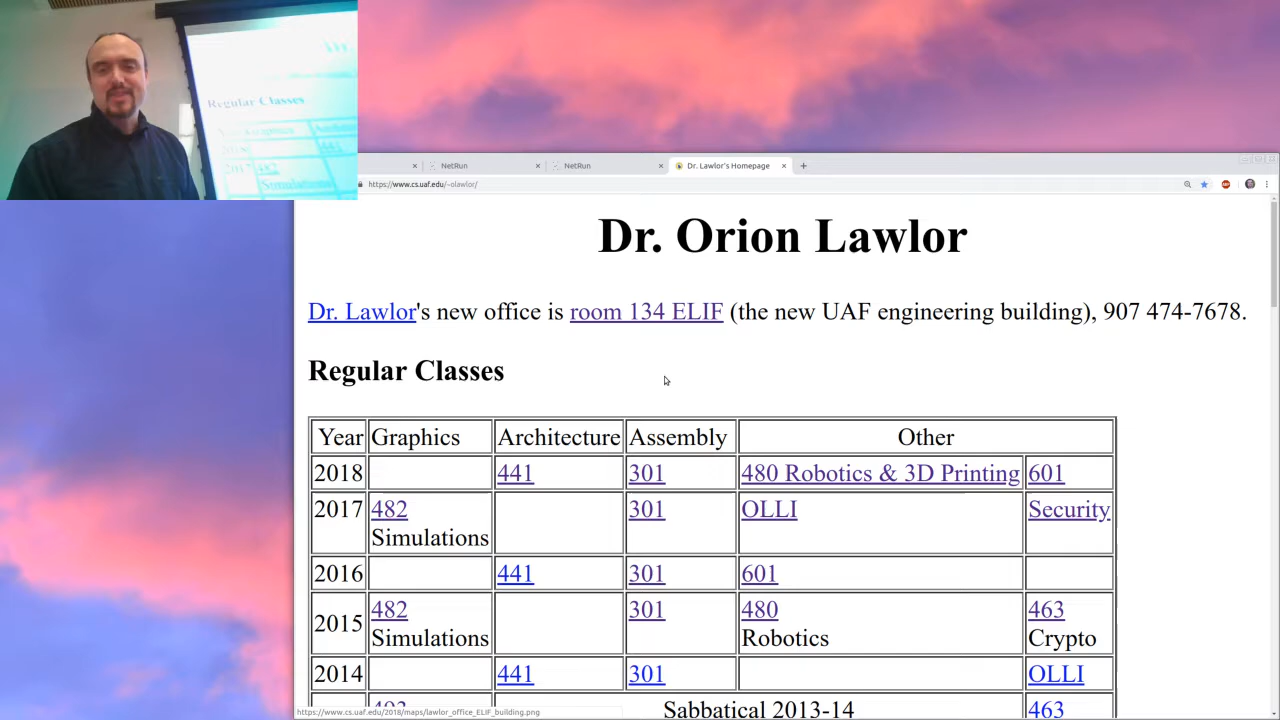 Regular Classes
NetRun
NetRun
Dr. Lawlor's Homepage
https://www.cs.uaf.edu/~olawlor/
Dr. Orion Lawlor
Dr. Lawlor's new office is room 134 ELIF (the new UAF engineering building), 907 474-7678.
Regular Classes
Year Graphics Architecture Assembly Other
2018 441 301 480 Robotics & 3D Printing 601
2017 482 301 OLLI Security
Simulations
2016 441 301 601
2015 482 301 480 463
Simulations Robotics Crypto
2014 441 301 OLLI
Sabbatical 2013-14 463
https://www.cs.uaf.edu/2018/maps/lawlor_office_ELIF_building.png